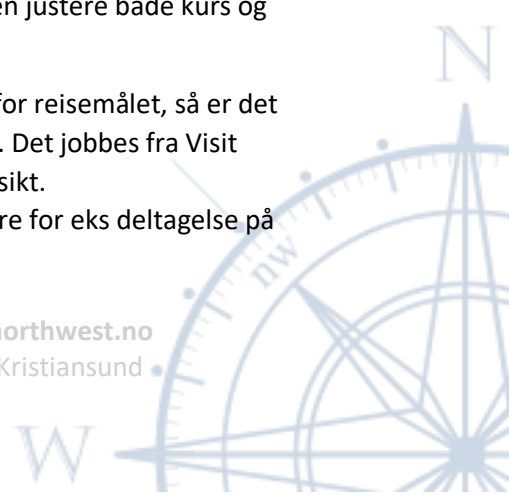 en justere både kurs og
for reisemålet, så er det
. Det jobbes fra Visit
sikt.
re for eks deltagelse på
N
nw
northwest.no
Kristiansund
W